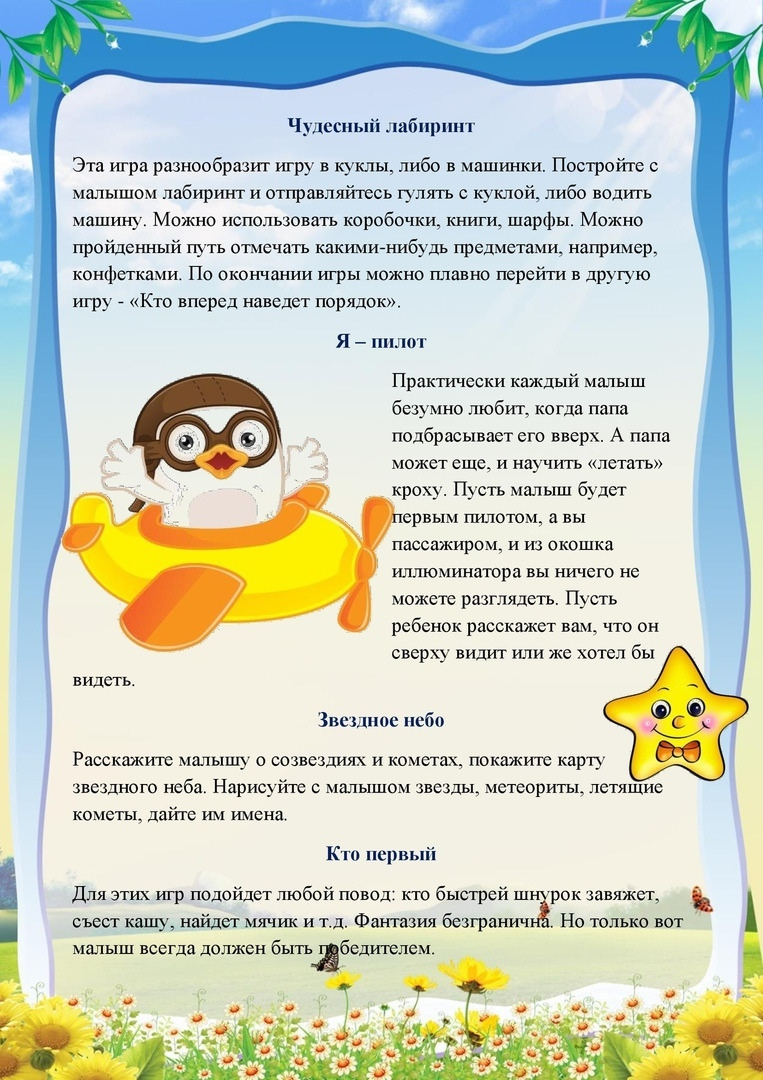 Чудесный лабиринт
Эта игра разнообразит игру в куклы, либо в машинки. Постройте с
малышом лабиринт и отправляйтесь гулять с куклой, либо водить
машину. Можно использовать коробочки, книги, шарфы. Можно
пройденный путь отмечать какими-нибудь предметами, например,
конфетками. По окончании игры можно плавно перейти в другую
игру - «Кто вперед наведет порядок».
Я – пилот
Практически каждый малыш
безумно любит, когда папа
подбрасывает его вверх. А папа
может еще, и научить «летать»
кроху. Пусть малыш будет
первым пилотом, а вы
пассажиром, и из окошка
иллюминатора вы ничего не
можете разглядеть. Пусть
ребенок расскажет вам, что он
сверху видит или же хотел бы
видеть.
Звездное небо
Расскажите малышу о созвездиях и кометах, покажите карту
звездного неба. Нарисуйте с малышом звезды, метеориты, летящие
кометы, дайте им имена.
Кто первый
Для этих игр подойдет любой повод: кто быстрей шнурок завяжет,
съест кашу, найдет мячик и т.д. Фантазия безгранична. Но только вот
малыш всегда должен быть победителем.